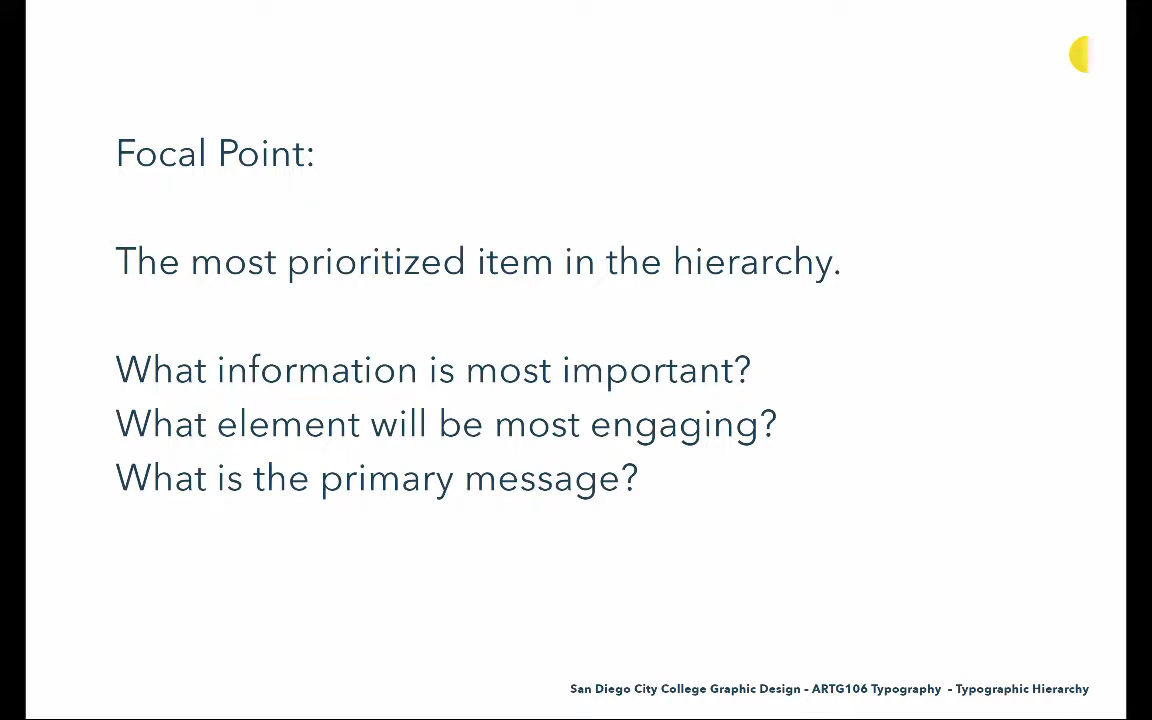 Focal Point:
The most prioritized item in the hierarchy.
What information is most important?
What element will be most engaging?
What is the primary message?
San Diego City College Graphic Design – ARTG106 Typography – Typographic Hierarchy